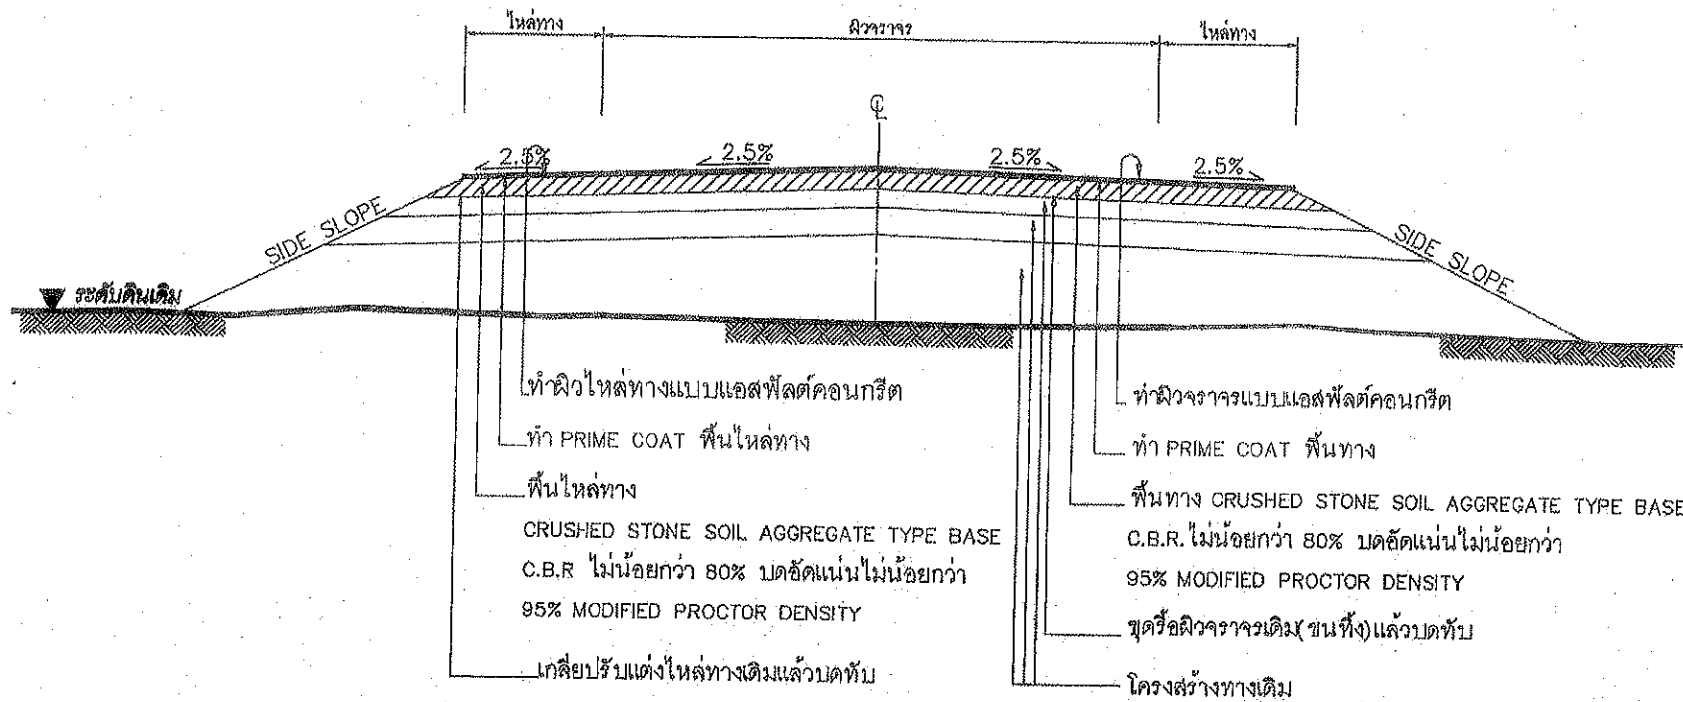 ไหล่ทาง
ผิวจราจร
ไหล่ทาง
℄
2.5%
2.5%
2.5%
2.5%
SIDE SLOPE
SIDE SLOPE
ระดับดินเดิม
ทำผิวไหล่ทางแบบแอสฟัลต์คอนกรีต
ทำ PRIME COAT พื้นไหล่ทาง
พื้นไหล่ทาง
CRUSHED STONE SOIL AGGREGATE TYPE BASE
C.B.R ไม่น้อยกว่า 80% บดอัดแน่นไม่น้อยกว่า
95% MODIFIED PROCTOR DENSITY
เกลี่ยปรับแต่งไหล่ทางเดิมแล้วบดทับ
ทำผิวจราจรแบบแอสฟัลต์คอนกรีต
ทำ PRIME COAT พื้นทาง
พื้นทาง CRUSHED STONE SOIL AGGREGATE TYPE BASE
C.B.R. ไม่น้อยกว่า 80% บดอัดแน่นไม่น้อยกว่า
95% MODIFIED PROCTOR DENSITY
ขุดรื้อผิวจราจรเดิม(ขนทิ้ง)แล้วบดทับ
โครงสร้างทางเดิม